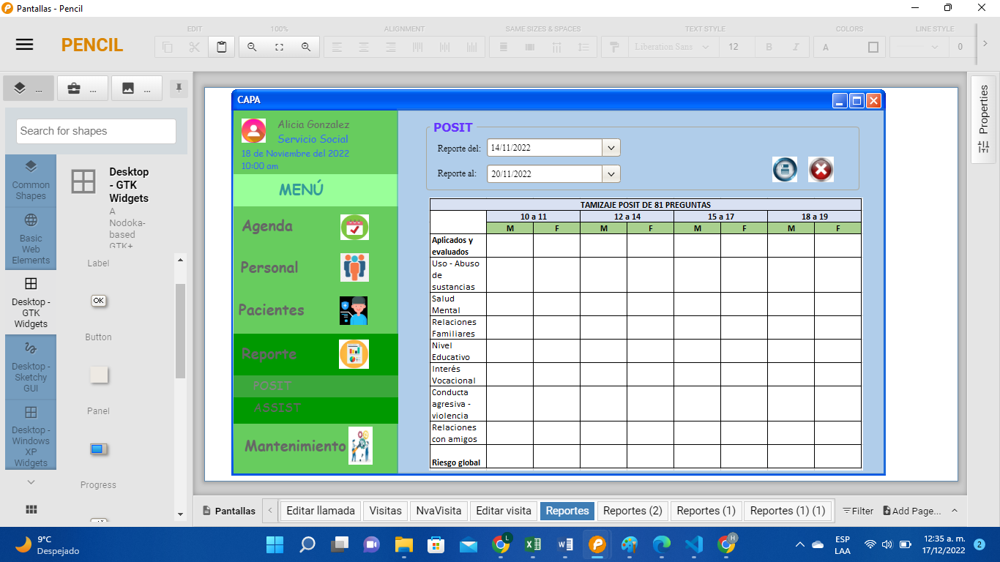 Pantallas - Pencil
PENCIL
EDIT
100%
ALIGNMENT
SAME SIZES & SPACES
TEXT STYLE
COLORS
LINE STYLE
Liberation Sans
12
B
I
A
0
...
...
...
Search for shapes
Common
Shapes
Basic
Web
Elements
Desktop -
GTK
Widgets
Desktop -
Sketchy
GUI
Desktop -
Windows
XP
Widgets
Desktop
- GTK
Widgets
A
Nodoka-
based
GTK+
Label
OK
Button
Panel
Progress
Properties
CAPA
Alicia Gonzalez
Servicio Social
18 de Noviembre del 2022
10:00 am
MENÚ
Agenda
Personal
Pacientes
Reporte
POSIT
ASSIST
Mantenimiento
POSIT
Reporte del: 14/11/2022
Reporte al: 20/11/2022
TAMIZAJE POSIT DE 81 PREGUNTAS
10 a 11 12 a 14 15 a 17 18 a 19
M F M F M F M F
Aplicados y
evaluados
Uso - Abuso
de
sustancias
Salud
Mental
Relaciones
Familiares
Nivel
Educativo
Interés
Vocacional
Conducta
agresiva -
violencia
Relaciones
con amigos
Riesgo global
Pantallas
Editar llamada
Visitas
NvaVisita
Editar visita
Reportes
Reportes (2)
Reportes (1)
Reportes (1) (1)
Filter
Add Page...
9°C
Despejado
L
H
ESP
LAA
12:35 a. m.
17/12/2022
2